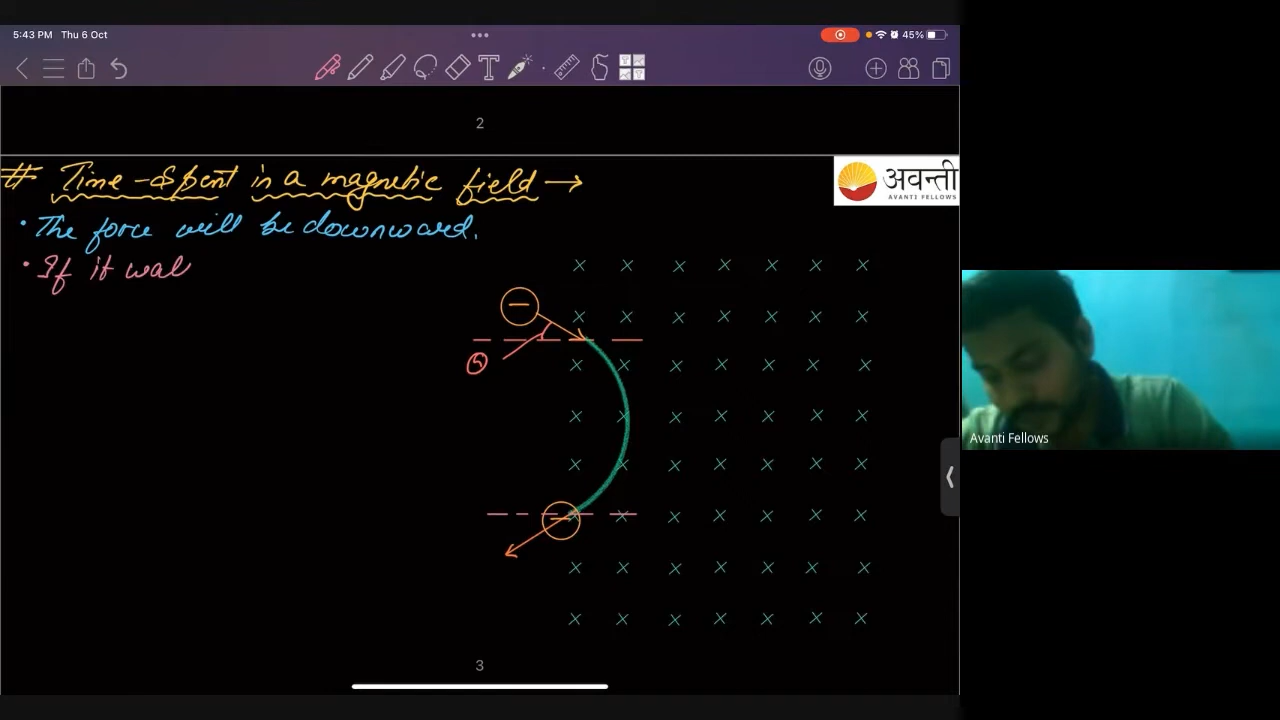 5:43 PM Thu 6 Oct
45%
2
# Time-Spent in a magnetic field →
अवन्ती
AVANTI FELLOWS
• The force will be downward.
• If it wal
Avanti Fellows
3